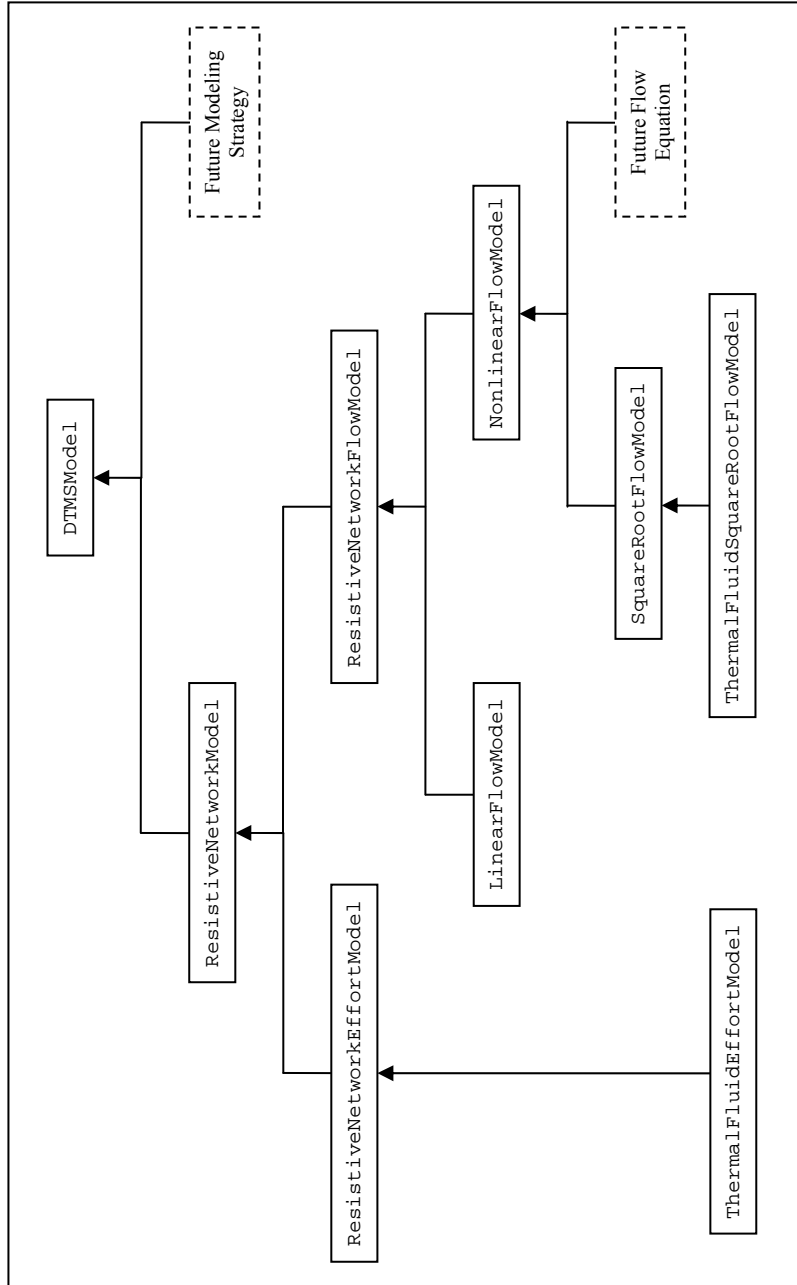 DTMSModel
ResistiveNetworkModel
Future Modeling
Strategy
ResistiveNetworkEffortModel
ResistiveNetworkFlowModel
LinearFlowModel
NonlinearFlowModel
SquareRootFlowModel
Future Flow
Equation
ThermalFluidEffortModel
ThermalFluidSquareRootFlowModel